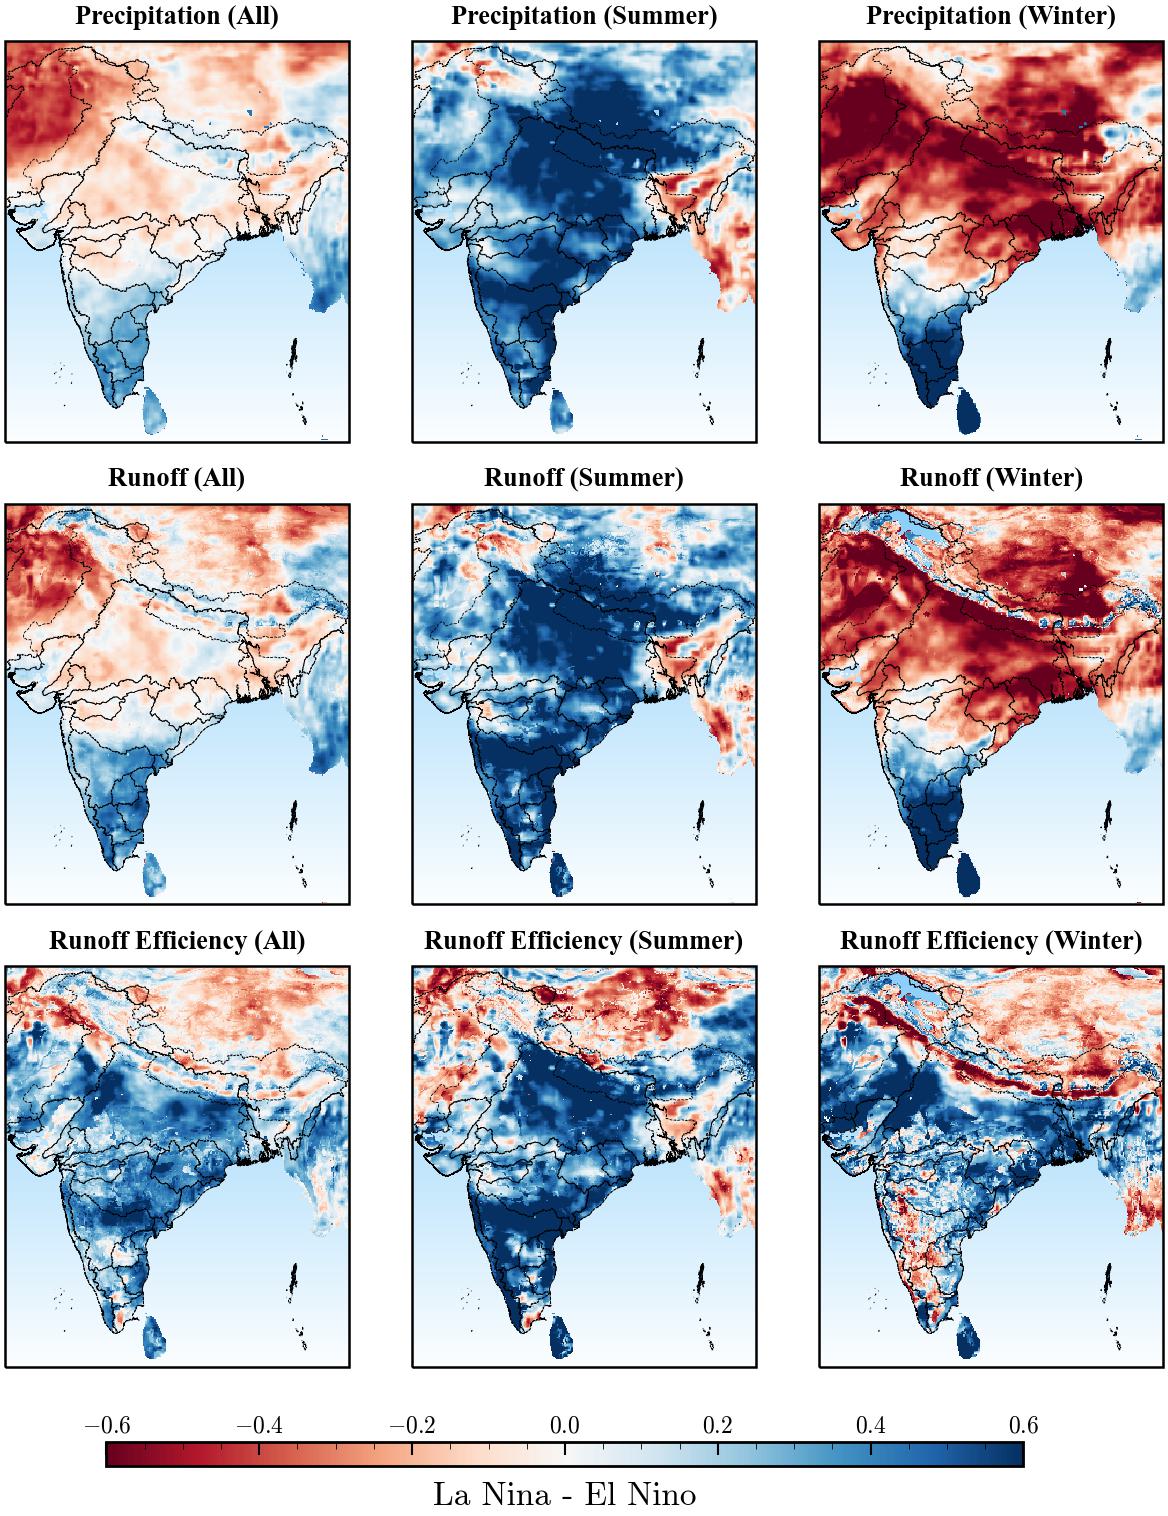 Precipitation (All) Precipitation (Summer) Precipitation (Winter)
Runoff (All) Runoff (Summer) Runoff (Winter)
Runoff Efficiency (All) Runoff Efficiency (Summer) Runoff Efficiency (Winter)
−0.6 −0.4 −0.2 0.0 0.2 0.4 0.6
La Nina - El Nino